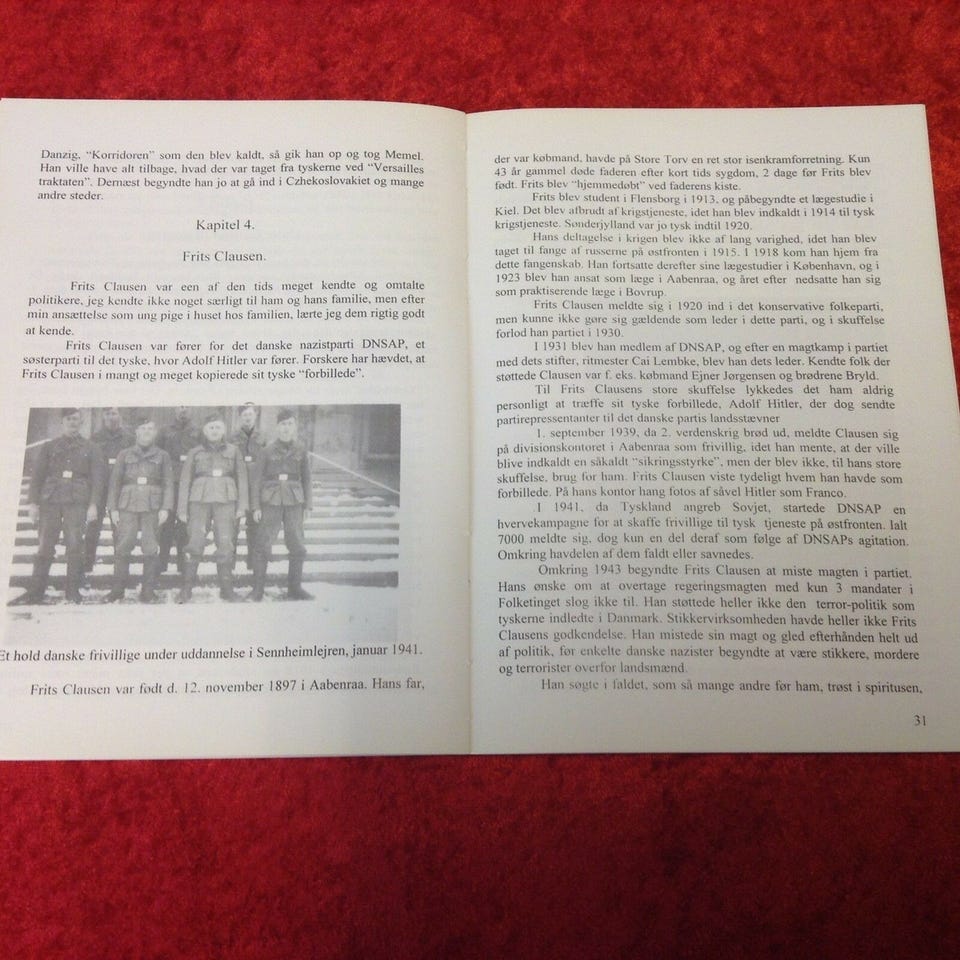 Danzig, “Korridoren” som den blev kaldt, så gik han op og tog Memel.
Han ville have alt tilbage, hvad der var taget fra tyskerne ved “Versailles
traktaten”. Dernæst begyndte han jo at gå ind i Czhekoslovakiet og mange
andre steder.
Kapitel 4.
Frits Clausen.
Frits Clausen var een af den tids meget kendte og omtalte
politikere, jeg kendte ikke noget særligt til ham og hans familie, men efter
min ansættelse som ung pige i huset hos familien, lærte jeg dem rigtig godt
at kende.
Frits Clausen var fører for det danske nazistparti DNSAP, et
søsterparti til det tyske, hvor Adolf Hitler var fører. Forskere har hævdet, at
Frits Clausen i mangt og meget kopierede sit tyske “forbillede”.
Et hold danske frivillige under uddannelse i Sennheimlejren, januar 1941.
Frits Clausen var født d. 12. november 1897 i Aabenraa. Hans far,
der var købmand, havde på Store Torv en ret stor isenkramforretning. Kun
43 år gammel døde faderen efter kort tids sygdom, 2 dage før Frits blev
født. Frits blev “hjemmedøbt” ved faderens kiste.
Frits blev student i Flensborg i 1913, og påbegyndte et lægestudie i
Kiel. Det blev afbrudt af krigstjeneste, idet han blev indkaldt i 1914 til tysk
krigstjeneste. Sønderjylland var jo tysk indtil 1920.
Hans deltagelse i krigen blev ikke af lang varighed, idet han blev
taget til fange af russerne på østfronten i 1915. I 1918 kom han hjem fra
dette fangenskab. Han fortsatte derefter sine lægestudier i København, og i
1923 blev han ansat som læge i Aabenraa, og året efter nedsatte han sig
som praktiserende læge i Bovrup.
Frits Clausen meldte sig i 1920 ind i det konservative folkeparti,
men kunne ikke gøre sig gældende som leder i dette parti, og i skuffelse
forlod han partiet i 1930.
I 1931 blev han medlem af DNSAP, og efter en magtkamp i partiet
med dets stifter, ritmester Cai Lembke, blev han dets leder. Kendte folk der
støttede Clausen var f. eks. købmand Ejner Jørgensen og brødrene Bryld.
Til Frits Clausens store skuffelse lykkedes det ham aldrig
personligt at træffe sit tyske forbillede, Adolf Hitler, der dog sendte
partirepressentanter til det danske partis landsstævner
1. september 1939, da 2. verdenskrig brød ud, meldte Clausen sig
på divisionskontoret i Aabenraa som frivillig, idet han mente, at der ville
blive indkaldt en såkaldt “sikringsstyrke”, men der blev ikke, til hans store
skuffelse, brug for ham. Frits Clausen viste tydeligt hvem han havde som
forbillede. På hans kontor hang fotos af såvel Hitler som Franco.
I 1941, da Tyskland angreb Sovjet, startede DNSAP en
hvervekampagne for at skaffe frivillige til tysk tjeneste på østfronten. Ialt
7000 meldte sig, dog kun en del deraf som følge af DNSAPs agitation.
Omkring havdelen af dem faldt eller savnedes.
Omkring 1943 begyndte Frits Clausen at miste magten i partiet.
Hans ønske om at overtage regeringsmagten med kun 3 mandater i
Folketinget slog ikke til. Han støttede heller ikke den terror-politik som
tyskerne indledte i Danmark. Stikkervirksomheden havde heller ikke Frits
Clausens godkendelse. Han mistede sin magt og gled efterhånden helt ud
af politik, før enkelte danske nazister begyndte at være stikkere, mordere
og terrorister overfor landsmænd.
Han søgte i faldet, som så mange andre før ham, trøst i spiritusen,
31